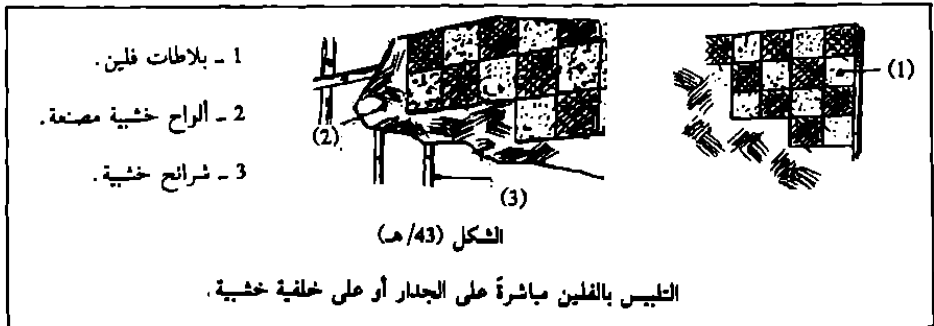 1 ـ بلاطات فلين.
2 ـ ألواح خشبية مصنعة.
3 ـ شرائح خشبية.
(1)
(2)
(3)
الشكل (43/ هـ)
التلبيس بالفلين مباشرةً على الجدار أو على خلفية خشبية.